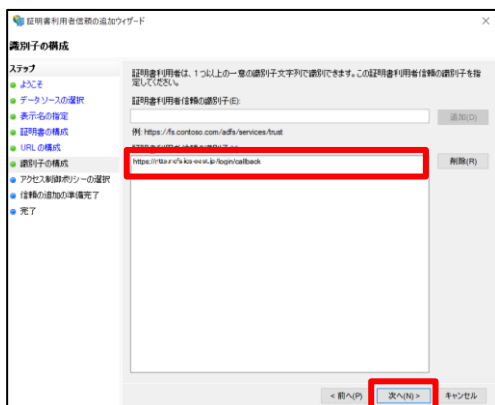 証明書利用者信頼の追加ウィザード
識別子の構成
ステップ
ようこそ
データソースの選択
表示名の指定
証明書の構成
URL の構成
識別子の構成
アクセス制御ポリシーの選択
信頼の追加の準備完了
完了
証明書利用者は、1つ以上の一意の識別子文字列で識別できます。この証明書利用者信頼の識別子を指
定してください。
証明書利用者信頼の識別子(E):
追加(D)
例: https://fs.contoso.com/adfs/services/trust
削除(R)
< 前へ(P)
次へ(N) >
キャンセル